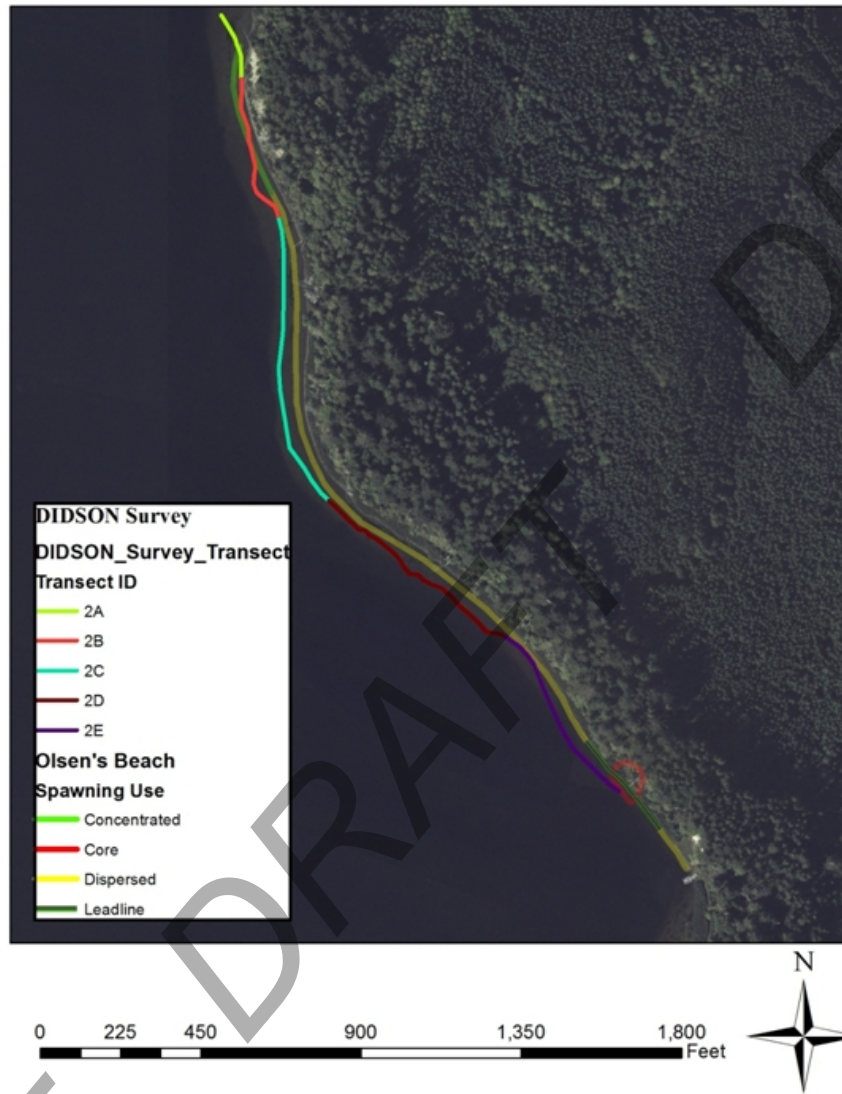 DIDSON Survey
DIDSON_Survey_Transect
Transect ID
2A
2B
2C
2D
2E
Olsen's Beach
Spawning Use
Concentrated
Core
Dispersed
Leadline
DRAFT
N
0 225 450 900 1,350 1,800
Feet